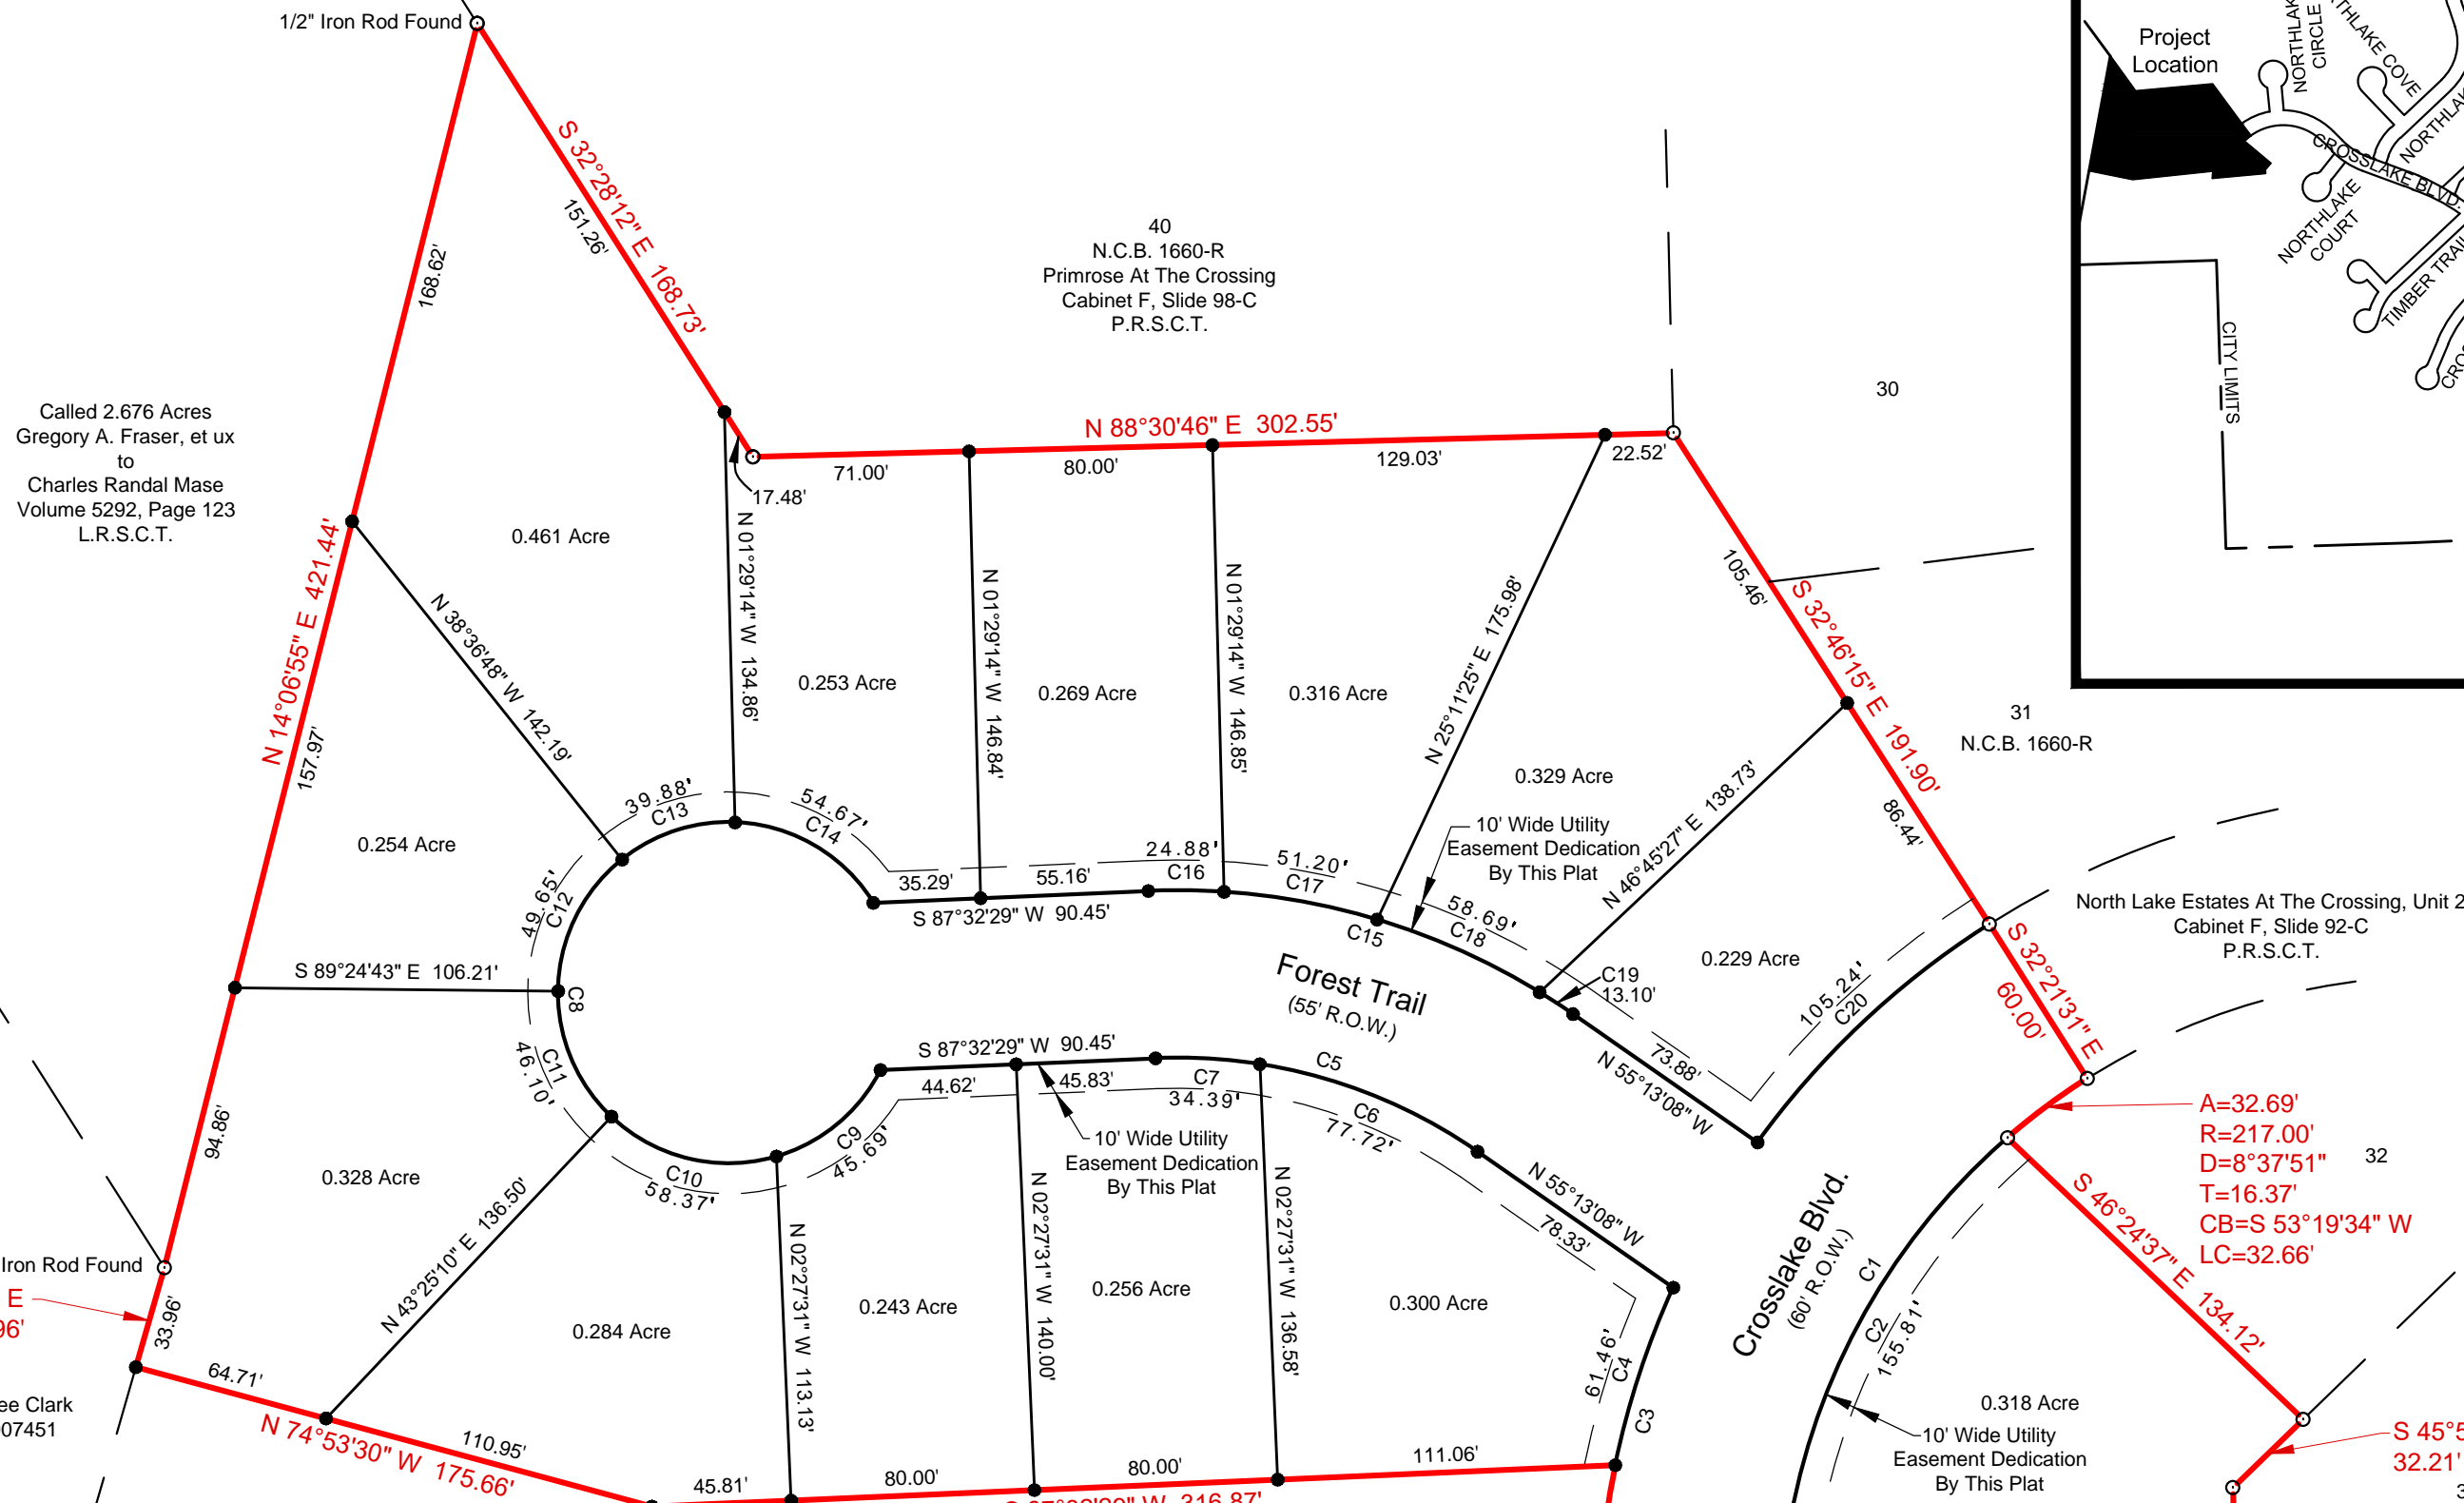 1/2" Iron Rod Found
S 32°28'12" E 168.73'
151.26'
168.62'
40
N.C.B. 1660-R
Primrose At The Crossing
Cabinet F, Slide 98-C
P.R.S.C.T.
Project
Location
CIRCLE
NORTHLAKE
COURT
CROSSLAKE BLVD.
CITY LIMITS
30
Called 2.676 Acres
Gregory A. Fraser, et ux
to
Charles Randal Mase
Volume 5292, Page 123
L.R.S.C.T.
N 88°30'46" E 302.55'
71.00'
80.00'
129.03'
22.52'
17.48'
0.461 Acre
N 14°06'55" E 421.44'
157.97'
N 38°36'48" W 142.19'
N 01°29'14" W 134.86'
0.253 Acre
N 01°29'14" W 146.84'
0.269 Acre
N 01°29'14" W 146.85'
0.316 Acre
N 25°11'25" E 175.98'
105.46'
S 32°46'15" E 191.90'
86.44'
31
N.C.B. 1660-R
0.329 Acre
N 46°45'27" E 138.73'
0.254 Acre
39.88'
C13
54.67'
C14
10' Wide Utility
Easement Dedication
By This Plat
24.88'
C16
51.20'
C17
58.69'
C18
35.29'
55.16'
S 87°32'29" W 90.45'
C15
49.65'
C12
S 89°24'43" E 106.21'
C8
Forest Trail
(55' R.O.W.)
C19
13.10'
0.229 Acre
105.24'
C20
North Lake Estates At The Crossing, Unit 2
Cabinet F, Slide 92-C
P.R.S.C.T.
S 32°21'31" E
60.00'
73.88'
N 55°13'08" W
C11
46.10'
S 87°32'29" W 90.45'
44.62'
45.83'
C7
34.39'
C5
C6
77.72'
94.86'
0.328 Acre
C10
58.37'
C9
45.69'
10' Wide Utility
Easement Dedication
By This Plat
N 55°13'08" W
78.33'
A=32.69'
R=217.00'
D=8°37'51"
T=16.37'
CB=S 53°19'34" W
LC=32.66'
32
S 46°24'37" E 134.12'
Crosslake Blvd.
(60' R.O.W.)
C1
C2
155.81'
Iron Rod Found
E
96'
33.96'
N 43°25'10" E 136.50'
0.284 Acre
N 02°27'31" W 113.13'
0.243 Acre
N 02°27'31" W 140.00'
0.256 Acre
N 02°27'31" W 136.58'
0.300 Acre
61.46'
C4
C3
0.318 Acre
10' Wide Utility
Easement Dedication
By This Plat
32.21'
64.71'
N 74°53'30" W 175.66'
110.95'
45.81'
80.00'
80.00'
111.06'
W 316.87'
Clark
07451